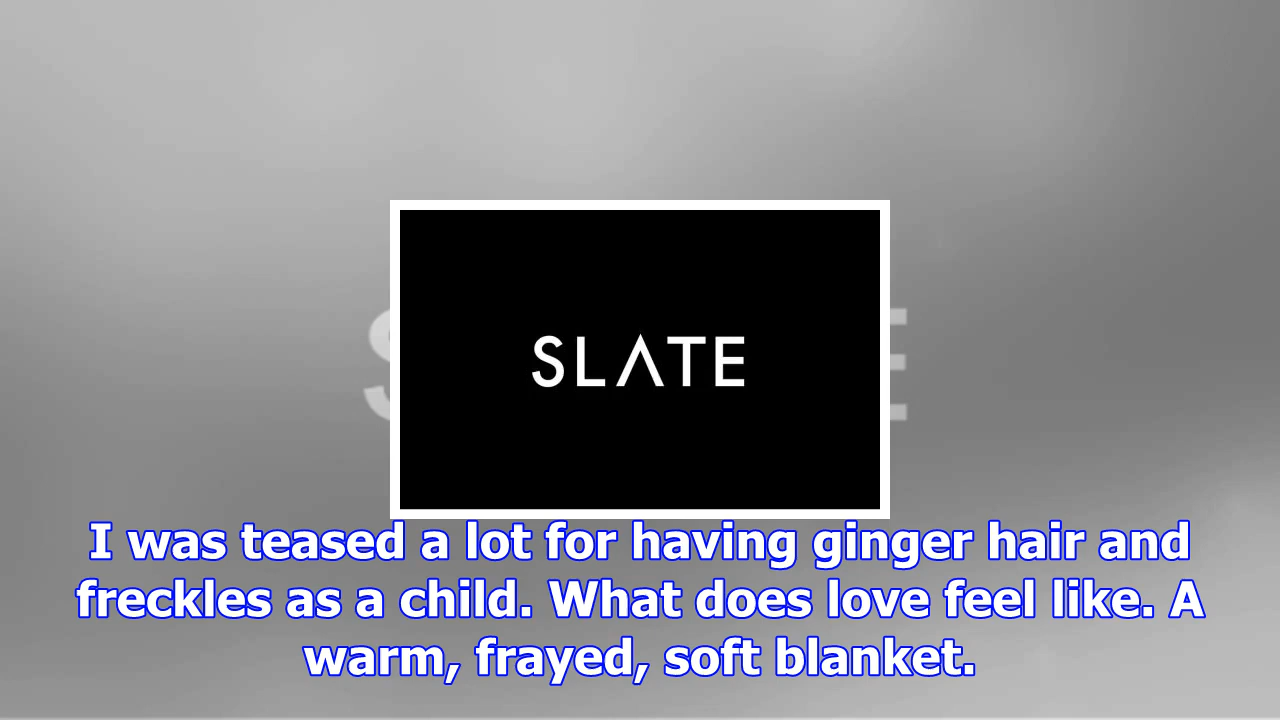 SLATE
I was teased a lot for having ginger hair and
freckles as a child. What does love feel like. A
warm, frayed, soft blanket.